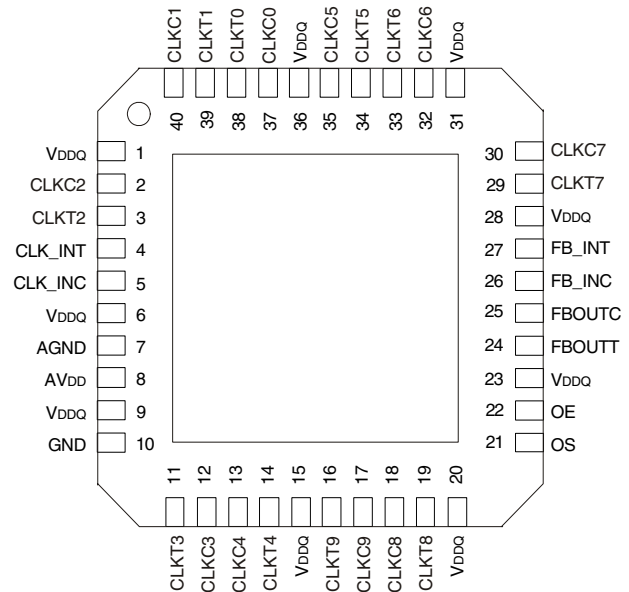 CLKC1 CLKT1 CLKT0 CLKC0 VDDQ CLKC5 CLKT5 CLKT6 CLKC6 VDDQ
40 39 38 37 36 35 34 33 32 31
VDDQ 1 30 CLKC7
CLKC2 2 29 CLKT7
CLKT2 3 28 VDDQ
CLK_INT 4 27 FB_INT
CLK_INC 5 26 FB_INC
VDDQ 6 25 FBOUTC
AGND 7 24 FBOUTT
AVDD 8 23 VDDQ
VDDQ 9 22 OE
GND 10 21 OS
11 12 13 14 15 16 17 18 19 20
CLKT3 CLKC3 CLKC4 CLKT4 VDDQ CLKT9 CLKC9 CLKC8 CLKT8 VDDQ